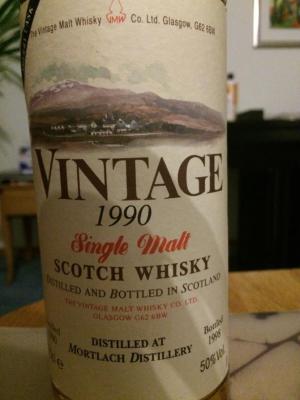 The Vintage Malt Whisky VMW Co. Ltd. Glasgow, G62 6BW
VINTAGE
1990
Single Malt
SCOTCH WHISKY
DISTILLED AND BOTTLED IN SCOTLAND
THE VINTAGE MALT WHISKY CO. LTD.
GLASGOW G62 6BW
Bottled
1998
DISTILLED AT
MORTLACH DISTILLERY
50% Vol